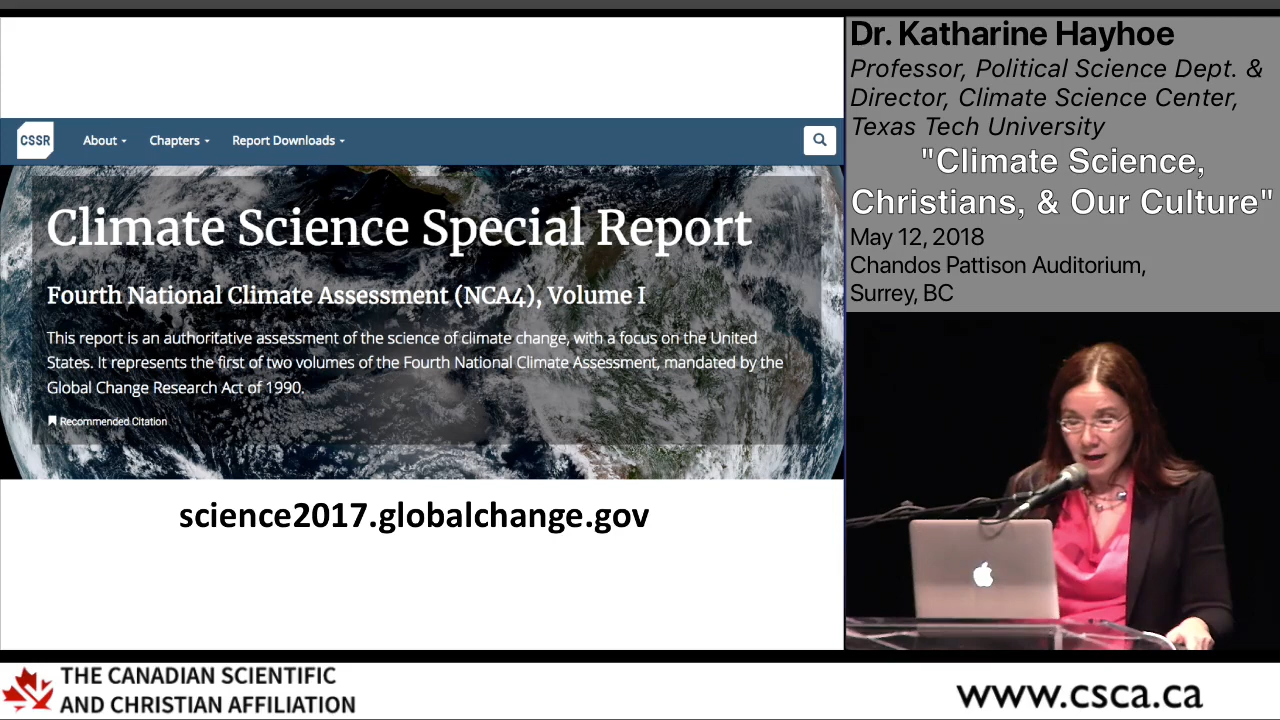 CSSR
About
Chapters
Report Downloads
Climate Science Special Report
Fourth National Climate Assessment (NCA4), Volume I
This report is an authoritative assessment of the science of climate change, with a focus on the United
States. It represents the first of two volumes of the Fourth National Climate Assessment, mandated by the
Global Change Research Act of 1990.
Recommended Citation
science2017.globalchange.gov
Dr. Katharine Hayhoe
Professor, Political Science Dept. &
Director, Climate Science Center,
Texas Tech University
"Climate Science,
Christians, & Our Culture"
May 12, 2018
Chandos Pattison Auditorium,
Surrey, BC
THE CANADIAN SCIENTIFIC
AND CHRISTIAN AFFILIATION
www.csca.ca